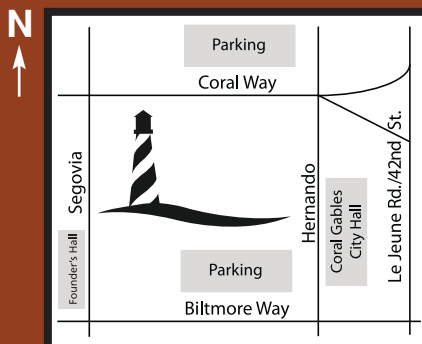 N
Parking
Coral Way
Segovia
Hernando
Le Jeune Rd./42nd St.
Coral Gables
City Hall
Founder's Hall
Parking
Biltmore Way